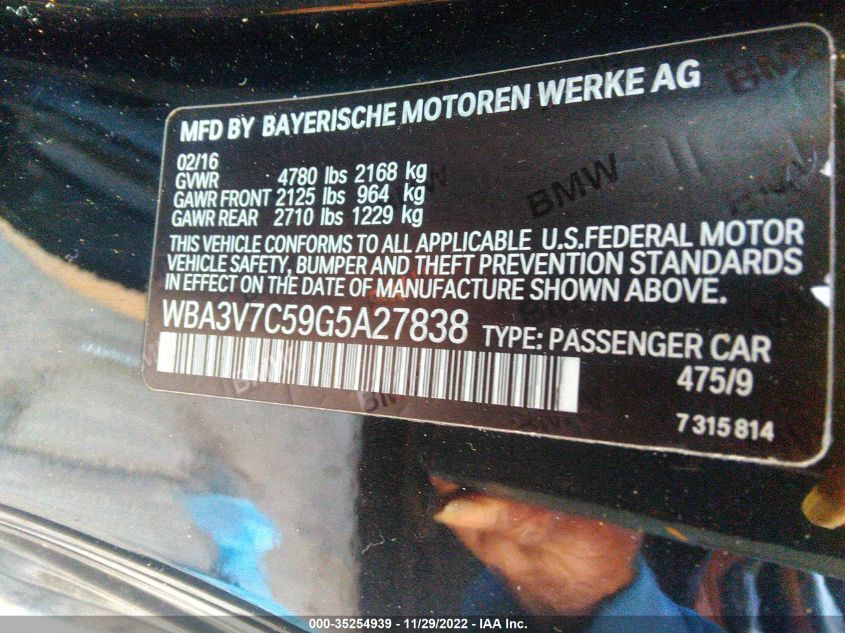 MFD BY BAYERISCHE MOTOREN WERKE AG
02/16
GVWR 4780 lbs 2168 kg
GAWR FRONT 2125 lbs 964 kg
GAWR REAR 2710 lbs 1229 kg
THIS VEHICLE CONFORMS TO ALL APPLICABLE U.S.FEDERAL MOTOR
VEHICLE SAFETY, BUMPER AND THEFT PREVENTION STANDARDS
IN EFFECT ON THE DATE OF MANUFACTURE SHOWN ABOVE.
WBA3V7C59G5A27838 TYPE: PASSENGER CAR
475/9
7 315 814
BMW
BMW
000-35254939 - 11/29/2022 - IAA Inc.